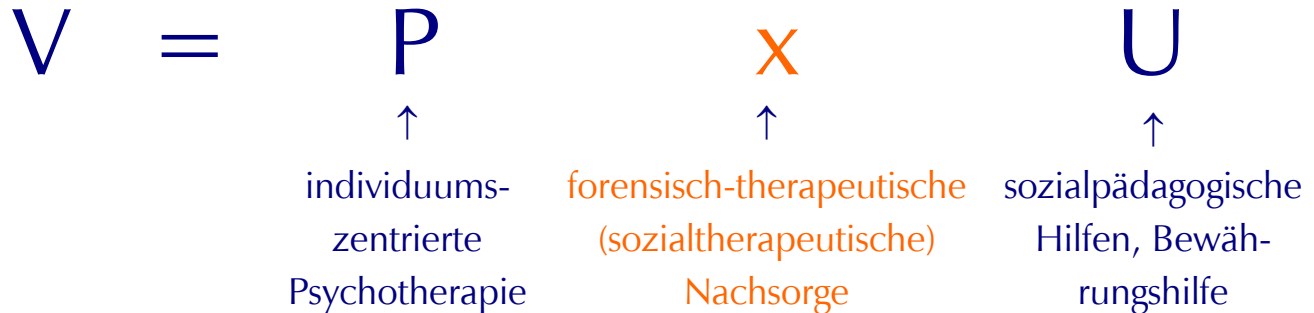 V = P x U
↑ ↑ ↑
individuums- forensisch-therapeutische sozialpädagogische
zentrierte (sozialtherapeutische) Hilfen, Bewäh-
Psychotherapie Nachsorge rungshilfe